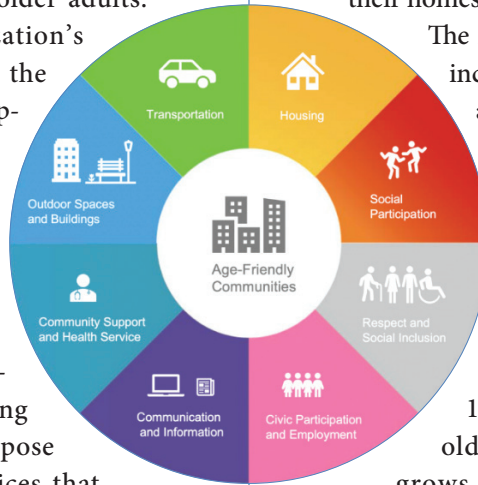 older adults.
ation's
the
p-
-
ng
pose
ices that
their homes
The
inc
a
1
old
grows
Transportation
Housing
Social
Participation
Respect and
Social Inclusion
Civic Participation
and Employment
Communication
and Information
Community Support
and Health Service
Outdoor Spaces
and Buildings
Age-Friendly
Communities